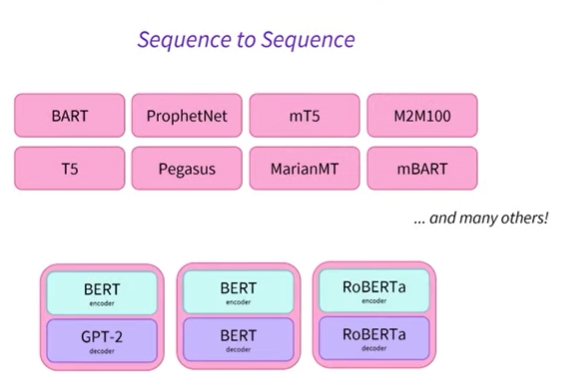 Sequence to Sequence
BART ProphetNet mT5 M2M100
T5 Pegasus MarianMT mBART
... and many others!
BERT
encoder
GPT-2
decoder
BERT
encoder
BERT
decoder
RoBERTa
encoder
RoBERTa
decoder